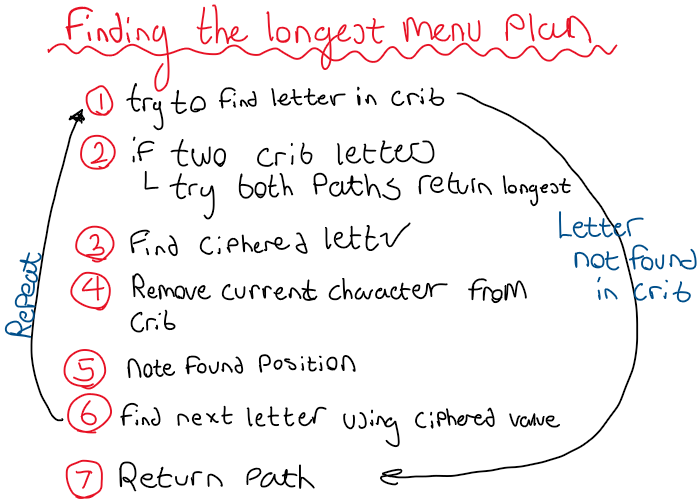 Finding the longest menu Plan
① try to find letter in crib
② if two crib letters
└ try both Paths return longest
③ Find Ciphered letter
④ Remove current character from
Crib
⑤ note Found Position
⑥ find next letter using Ciphered value
⑦ Return Path
Repeat
Letter
not found
in crib